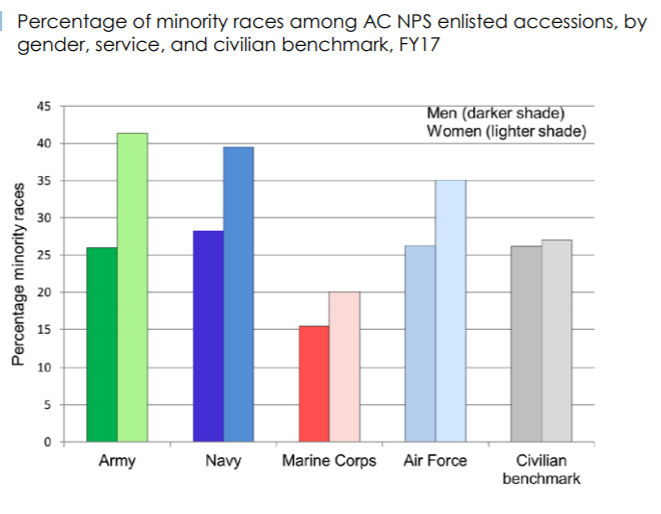 Percentage of minority races among AC NPS enlisted accessions, by
gender, service, and civilian benchmark, FY17
Men (darker shade)
Women (lighter shade)
Percentage minority races
45
40
35
30
25
20
15
10
5
0
Army
Navy
Marine Corps
Air Force
Civilian
benchmark